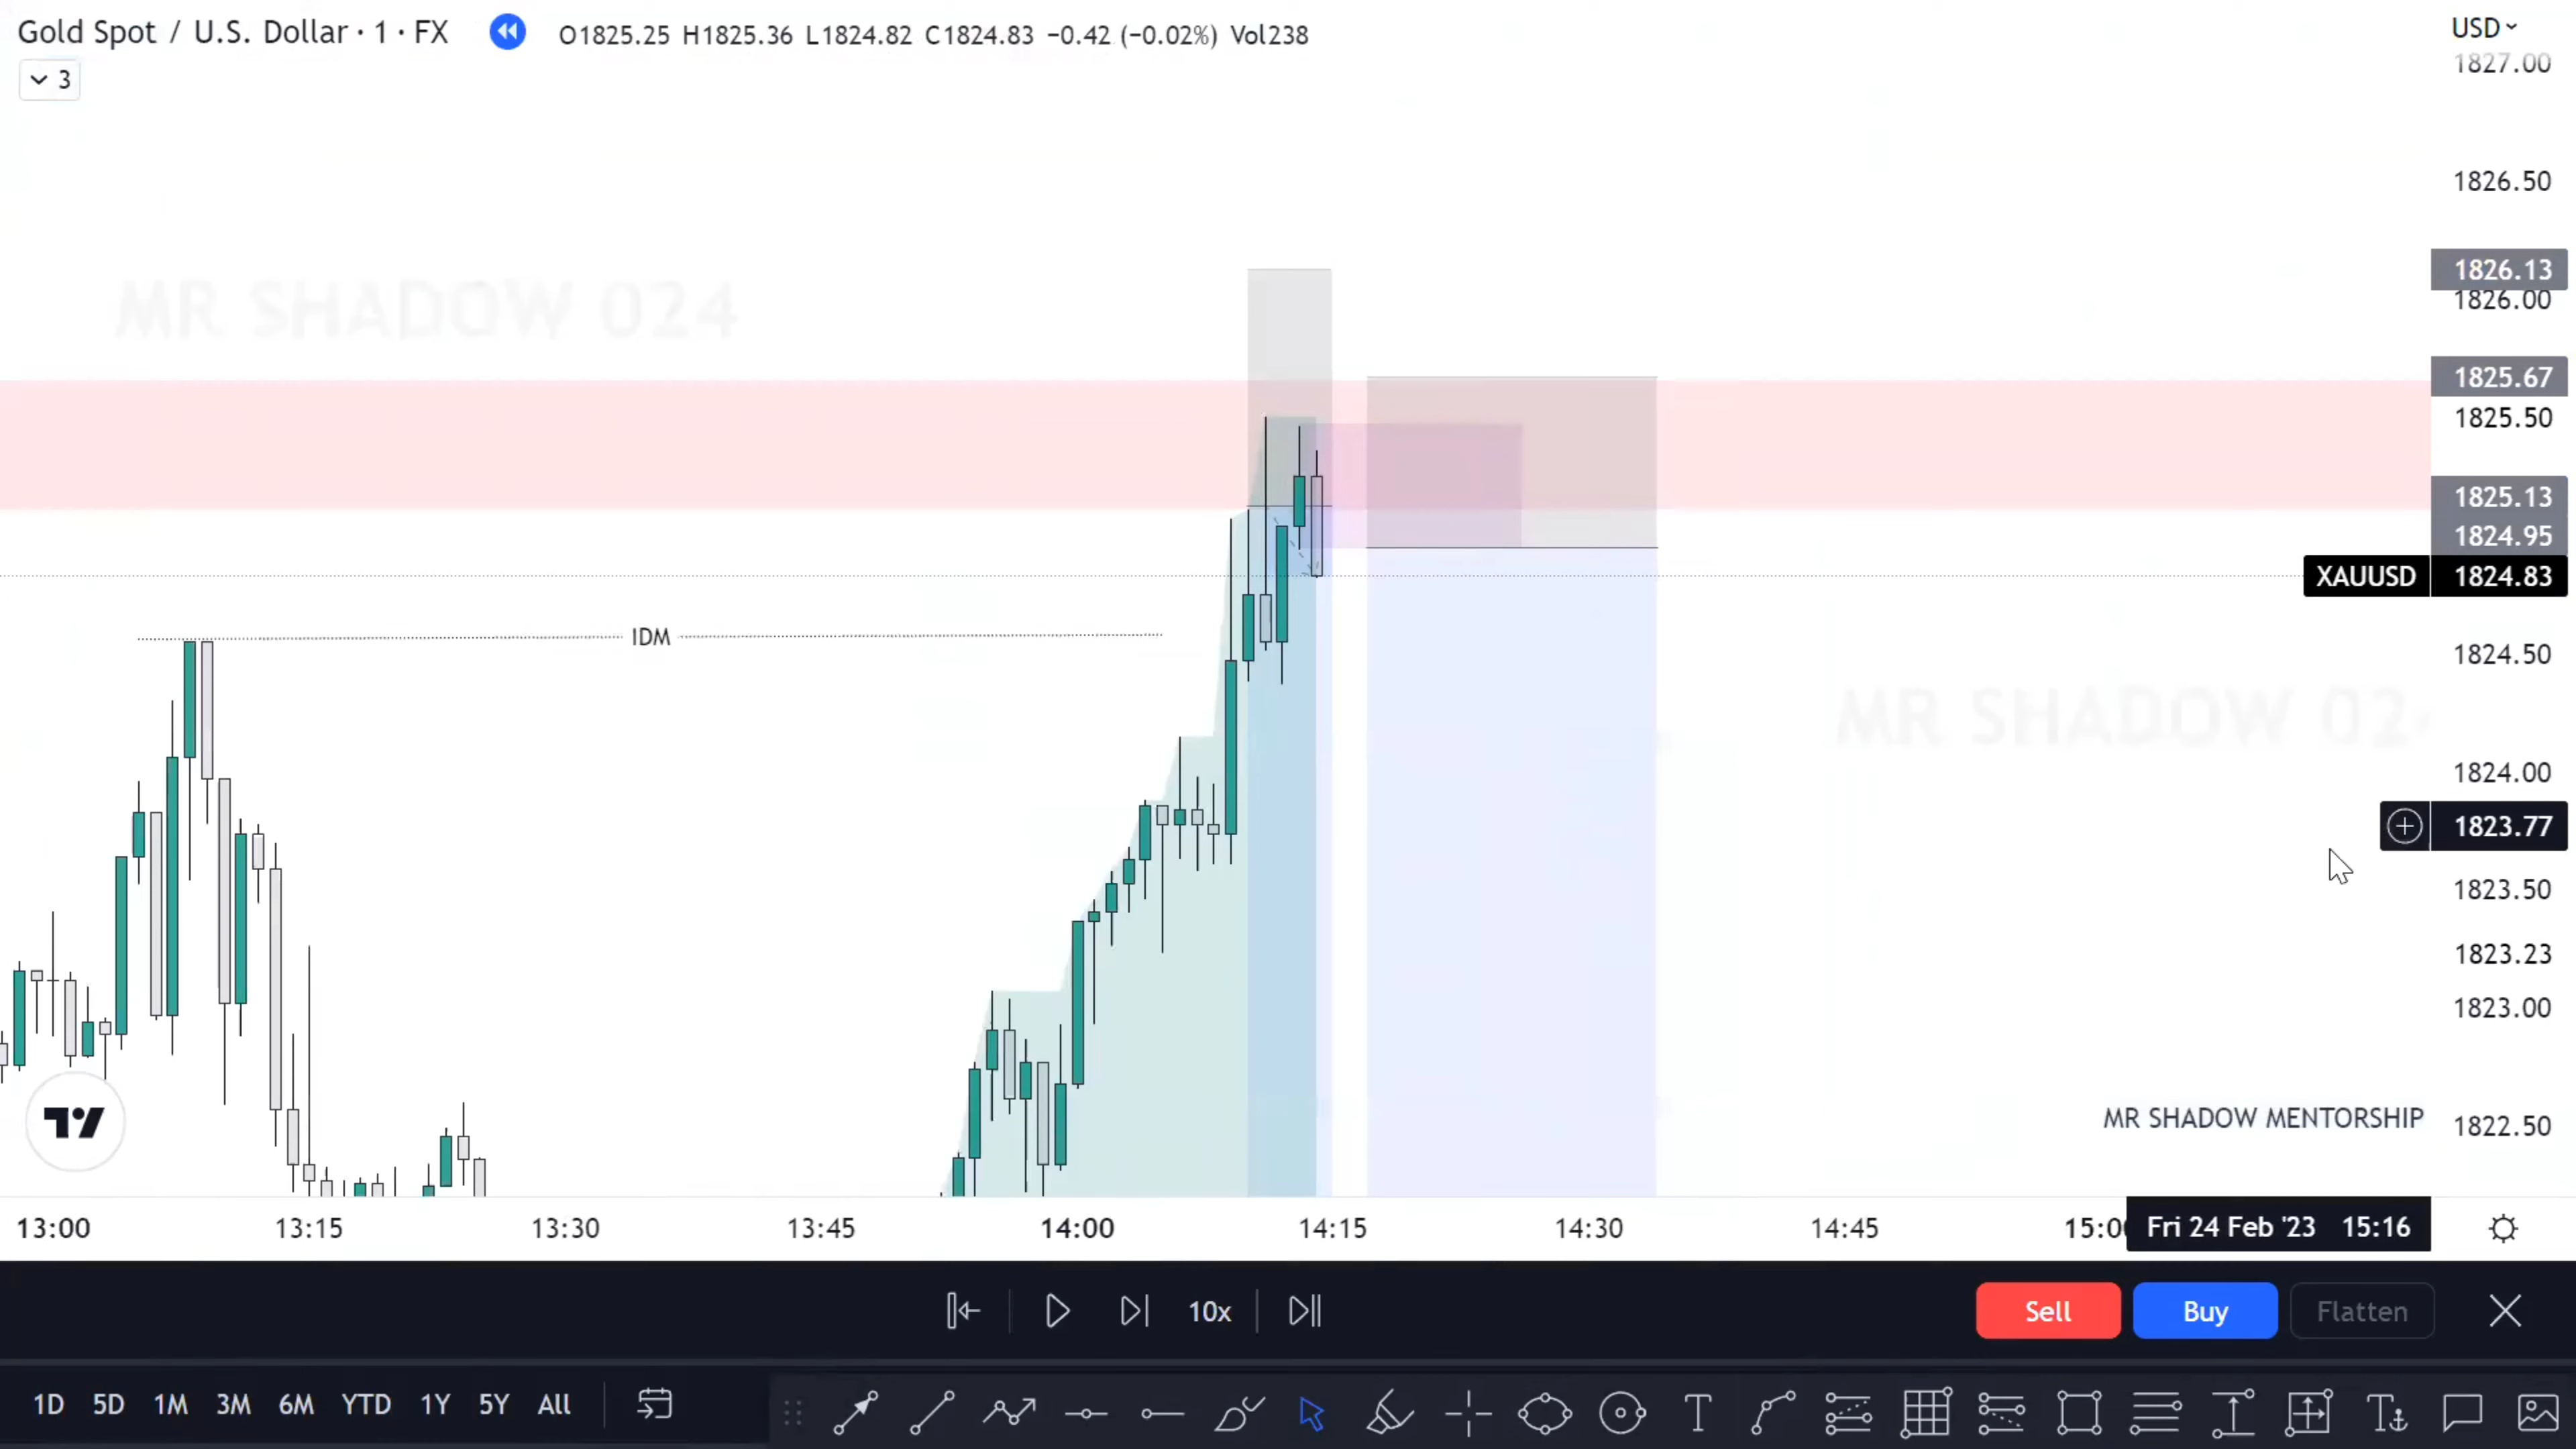 Gold Spot / U.S. Dollar · 1 · FX
O1825.25 H1825.36 L1824.82 C1824.83 −0.42 (−0.02%) Vol238
USD
3
1827.00
1826.50
1826.13
1826.00
MR SHADOW 024
1825.67
1825.50
1825.13
1824.95
XAUUSD 1824.83
IDM
1824.50
MR SHADOW 02
1824.00
1823.77
1823.50
1823.23
1823.00
MR SHADOW MENTORSHIP
1822.50
13:00 13:15 13:30 13:45 14:00 14:15 14:30 14:45 15:0 Fri 24 Feb '23 15:16
10x
Sell Buy Flatten
1D 5D 1M 3M 6M YTD 1Y 5Y All